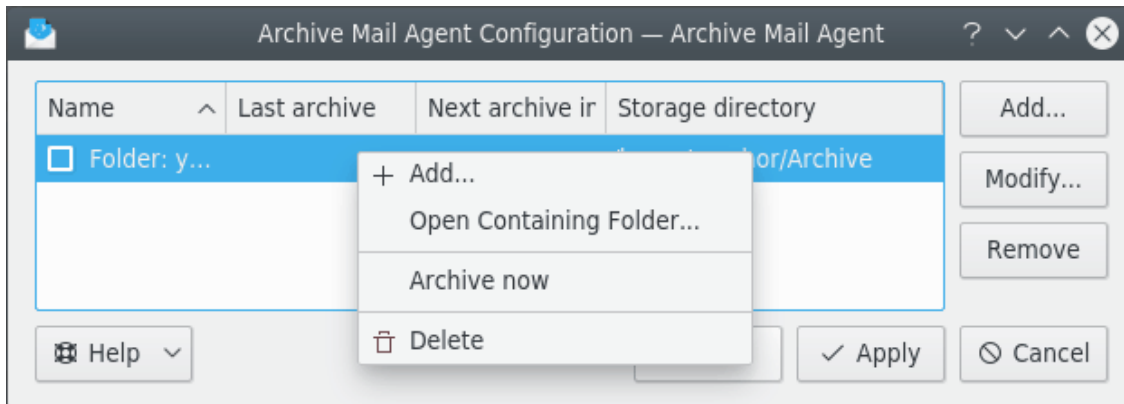 Archive Mail Agent Configuration — Archive Mail Agent
Name Last archive Next archive ir Storage directory
Add...
Folder: y... or/Archive
Modify...
Remove
Add...
Open Containing Folder...
Archive now
Delete
Help Apply Cancel